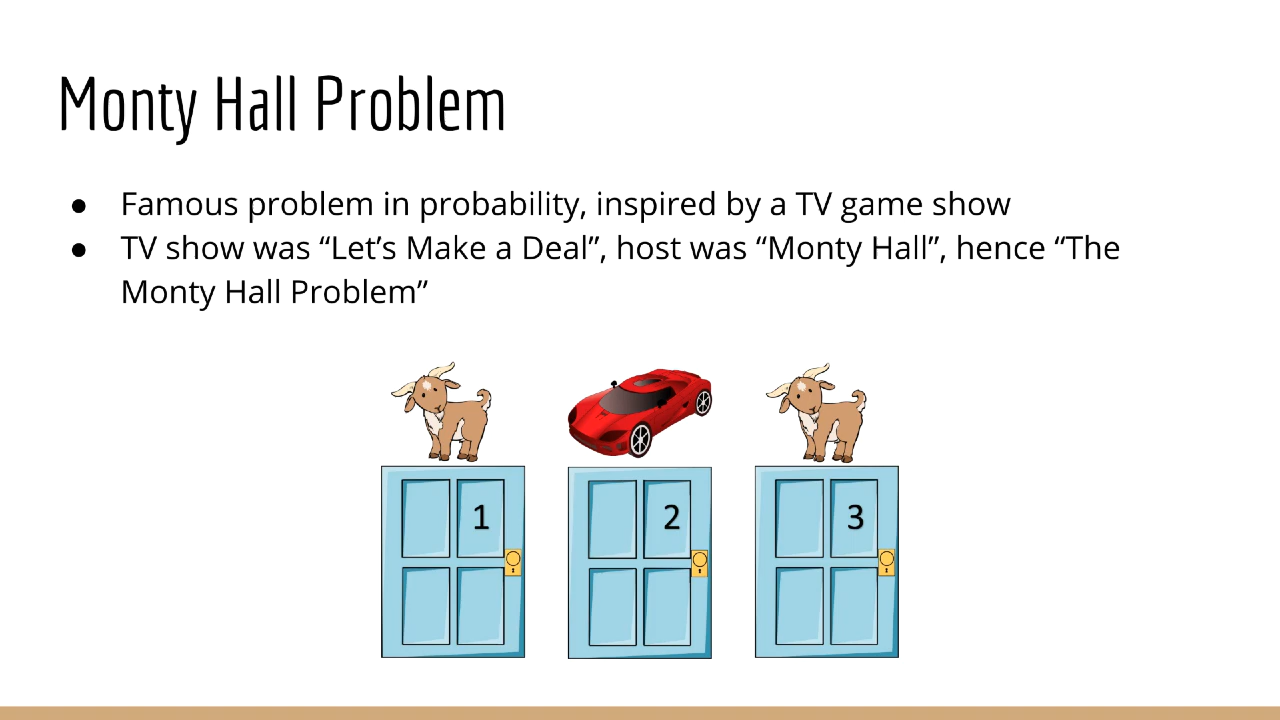 Monty Hall Problem
● Famous problem in probability, inspired by a TV game show
● TV show was “Let’s Make a Deal”, host was “Monty Hall”, hence “The
Monty Hall Problem”
1 2 3